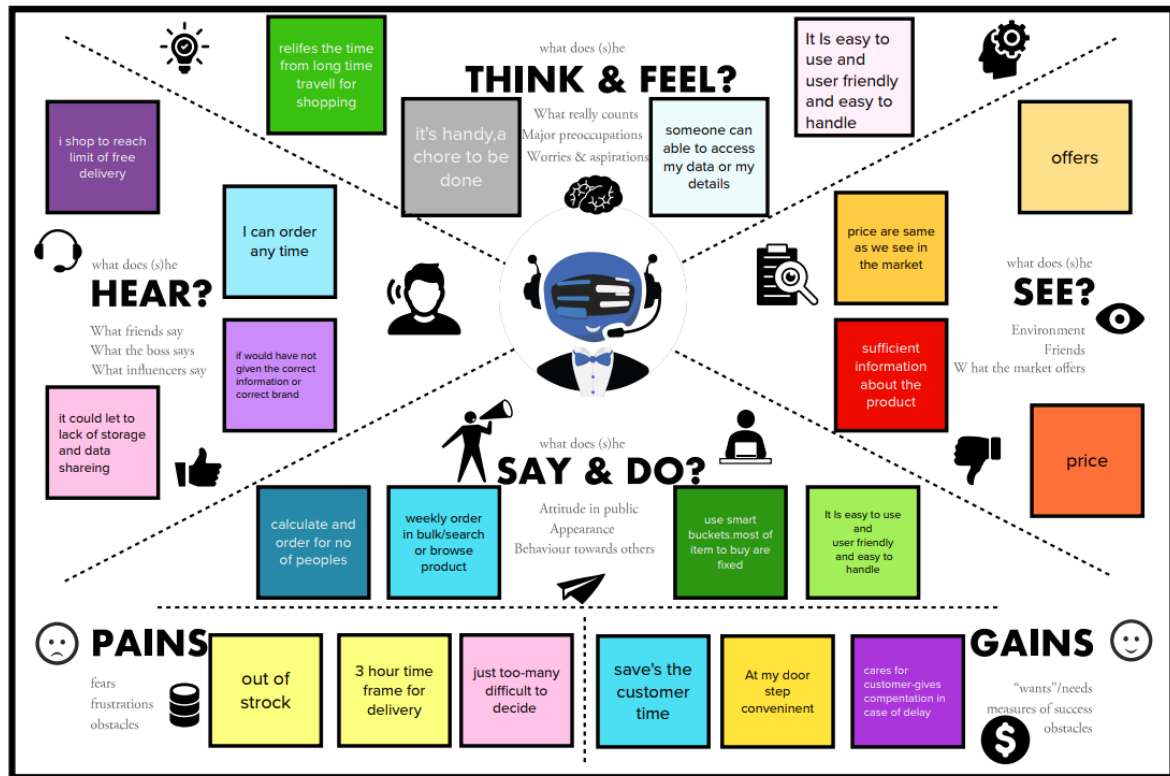 what does (s)he
THINK & FEEL?
What really counts
Major preoccupations
Worries & aspirations
relifes the time
from long time
travell for
shopping
it's handy,a
chore to be
done
someone can
able to access
my data or my
details
It Is easy to
use and
user friendly
and easy to
handle
i shop to reach
limit of free
delivery
I can order
any time
what does (s)he
HEAR?
What friends say
What the boss says
What influencers say
if would have not
given the correct
information or
correct brand
it could let to
lack of storage
and data
shareing
offers
price are same
as we see in
the market
what does (s)he
SEE?
Environment
Friends
W hat the market offers
sufficient
information
about the
product
price
what does (s)he
SAY & DO?
Attitude in public
Appearance
Behaviour towards others
calculate and
order for no
of peoples
weekly order
in bulk/search
or browse
product
use smart
buckets.most of
item to buy are
fixed
It Is easy to use
and
user friendly
and easy to
handle
PAINS
fears
frustrations
obstacles
out of
strock
3 hour time
frame for
delivery
just too-many
difficult to
decide
save's the
customer
time
At my door
step
conveninent
cares for
customer-gives
compentation in
case of delay
GAINS
“wants”/needs
measures of success
obstacles
$